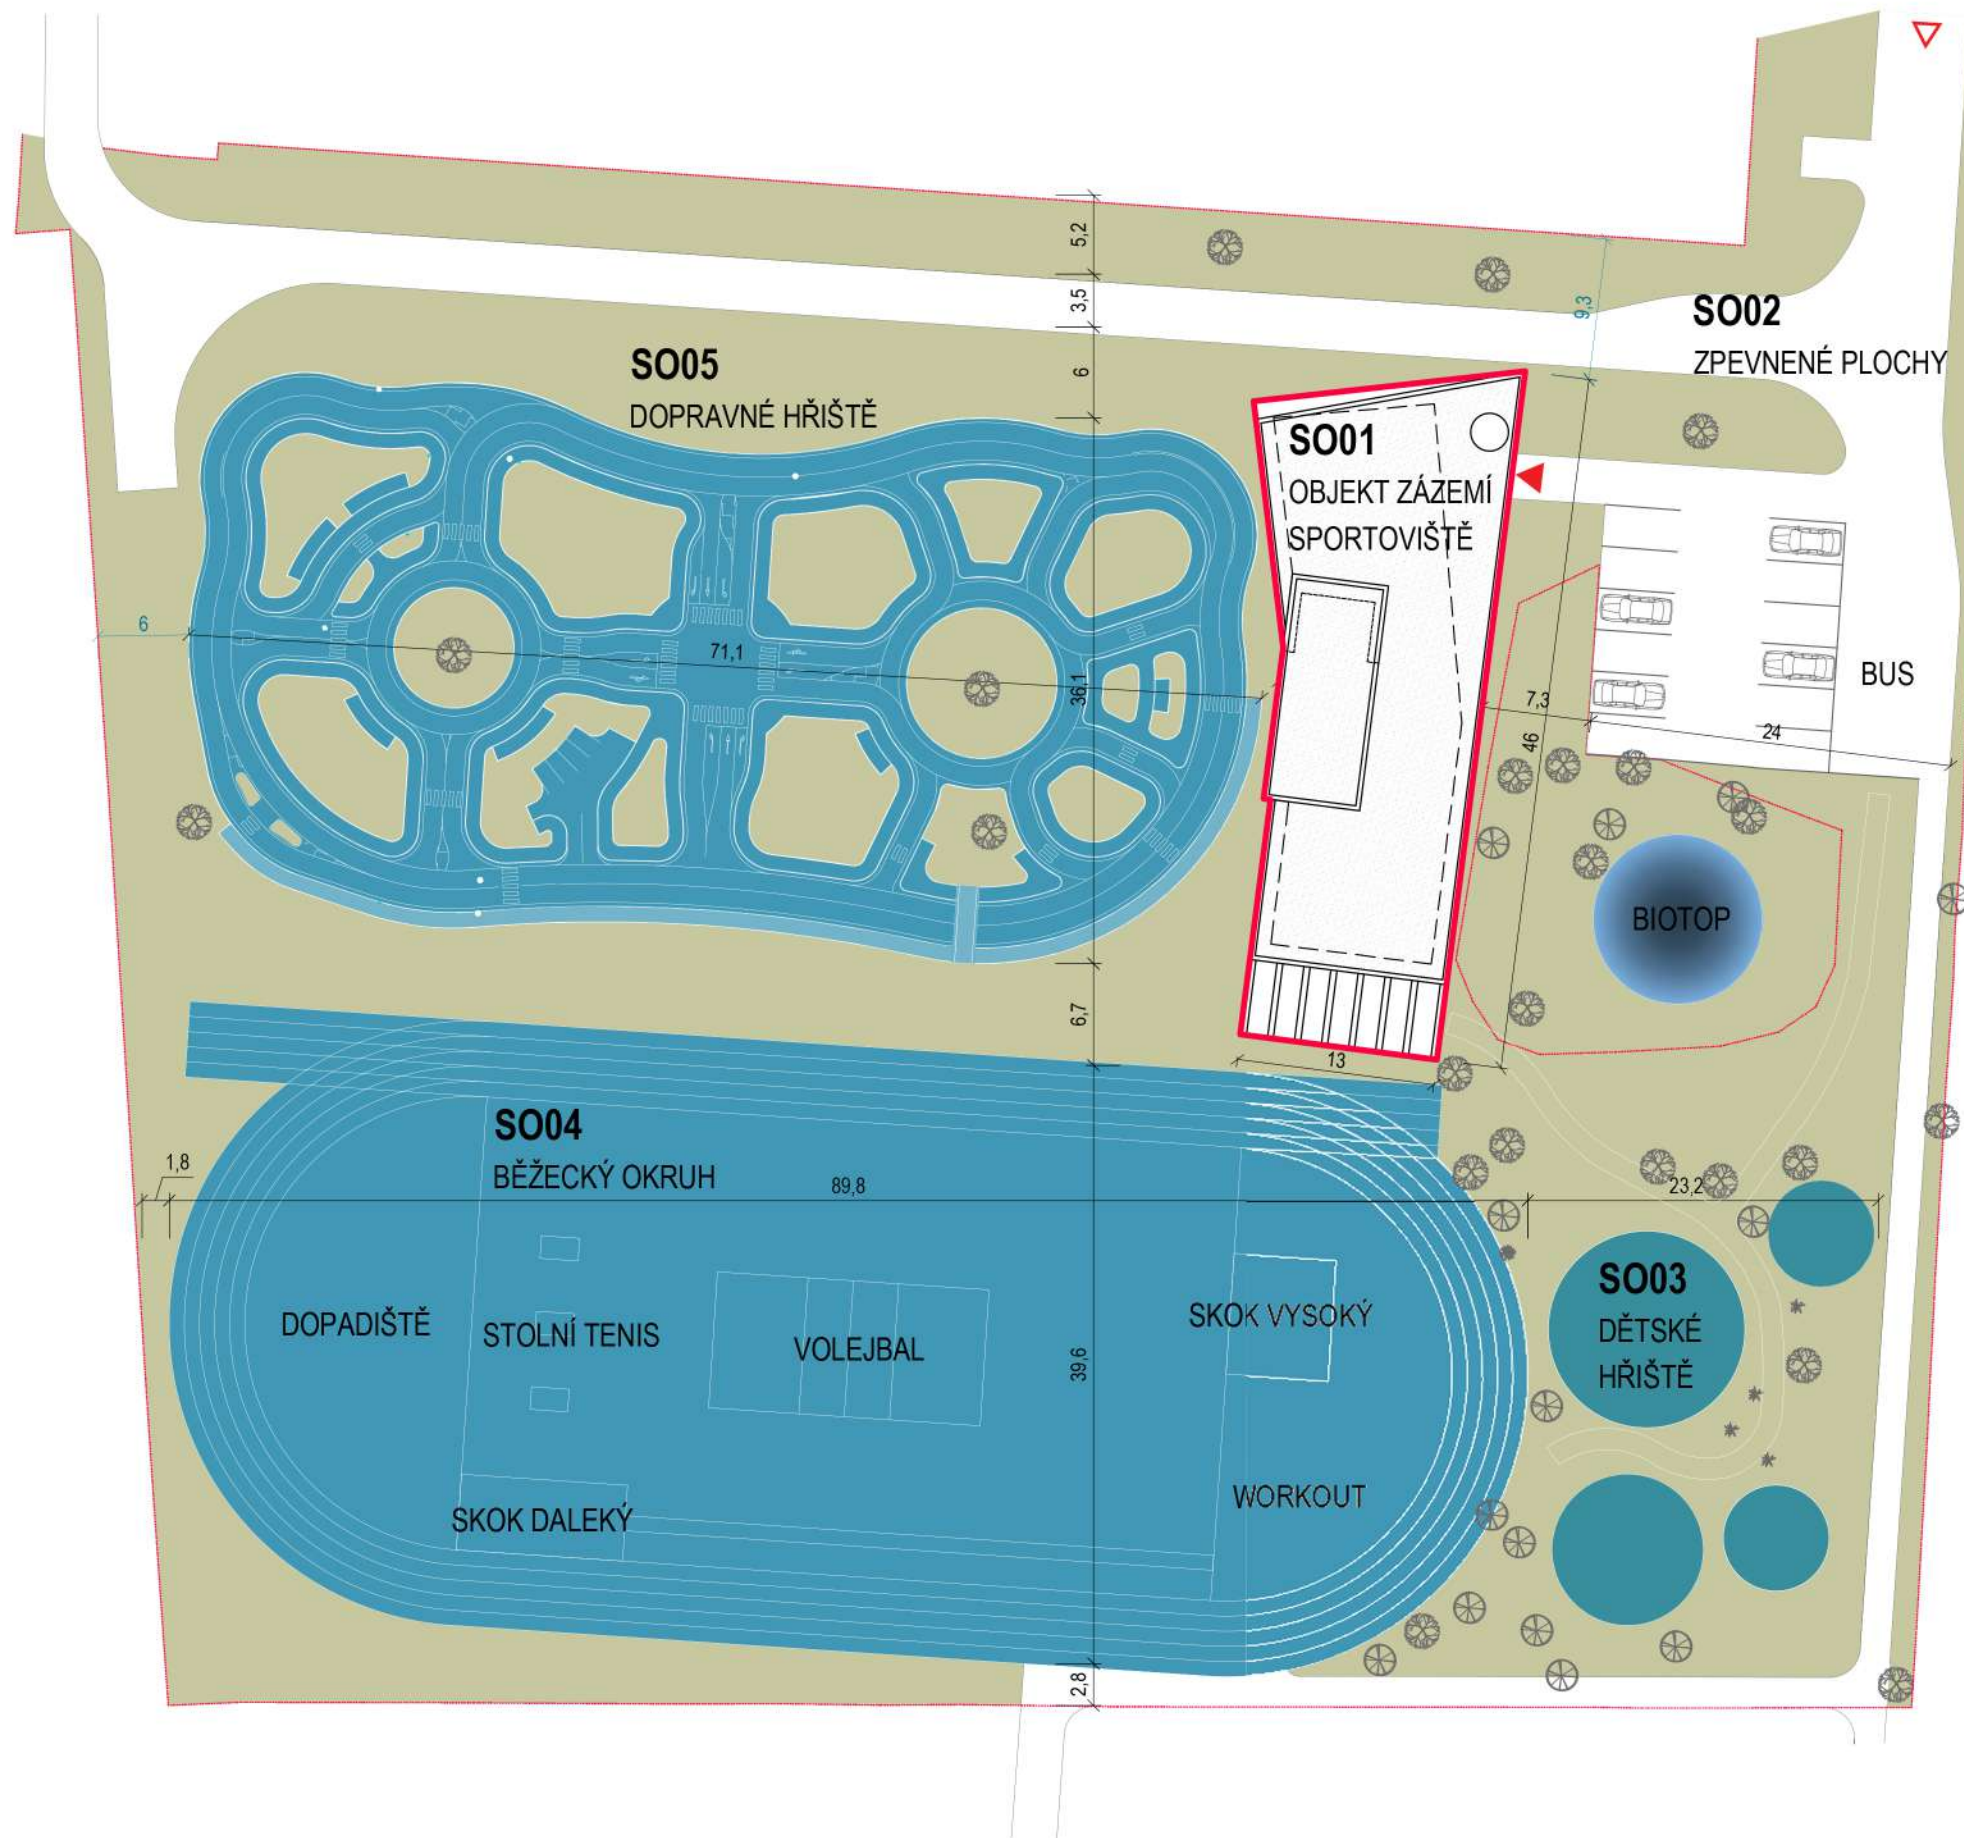 5,2
3,5
9,3
SO02
ZPEVNENÉ PLOCHY
SO05
DOPRAVNÉ HŘIŠTĚ
6
SO01
OBJEKT ZÁZEMÍ
SPORTOVIŠTĚ
6
71,1
36,1
7,3
46
24
BUS
BIOTOP
6,7
13
SO04
BĚŽECKÝ OKRUH
1,8
89,8
23,2
SO03
DĚTSKÉ
HŘIŠTĚ
DOPADIŠTĚ
STOLNÍ TENIS
VOLEJBAL
SKOK VYSOKÝ
39,6
SKOK DALEKÝ
WORKOUT
2,8